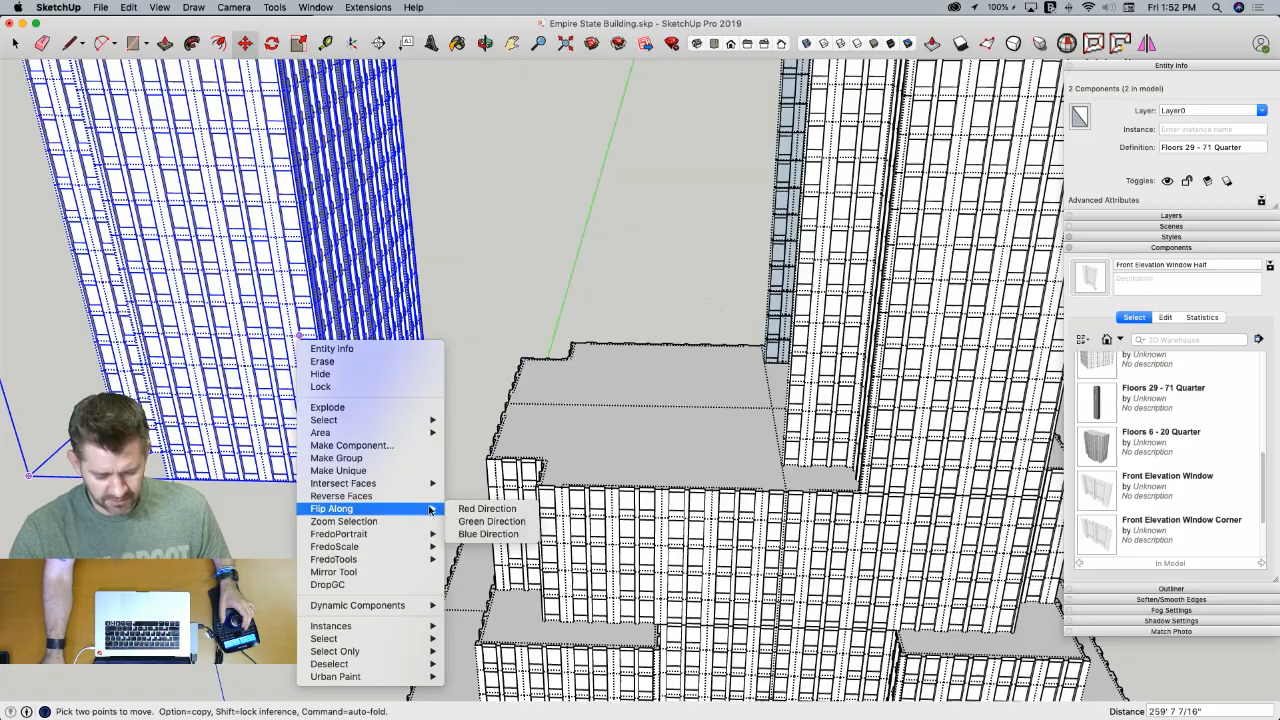 SketchUp File Edit View Draw Camera Tools Window Extensions Help
100% Fri 1:52 PM
Empire State Building.skp - SketchUp Pro 2019
Entity Info
2 Components (2 in model)
Layer: Layer0
Instance: Enter instance name
Definition: Floors 29 - 71 Quarter
Toggles:
Advanced Attributes
Layers
Scenes
Styles
Components
Front Elevation Window Half
Description
Select Edit Statistics
3D Warehouse
by Unknown
No description
Floors 29 - 71 Quarter
by Unknown
No description
Floors 6 - 20 Quarter
by Unknown
No description
Front Elevation Window
by Unknown
No description
Front Elevation Window Corner
by Unknown
No description
In Model
Outliner
Soften/Smooth Edges
Fog Settings
Shadow Settings
Match Photo
Entity Info
Erase
Hide
Lock
Explode
Select
Area
Make Component...
Make Group
Make Unique
Intersect Faces
Reverse Faces
Flip Along
Zoom Selection
FredoPortrait
FredoScale
FredoTools
Mirror Tool
DropGC
Dynamic Components
Instances
Select
Select Only
Deselect
Urban Paint
Red Direction
Green Direction
Blue Direction
Pick two points to move. Option=copy, Shift=lock inference, Command=auto-fold.
Distance 259' 7 7/16"